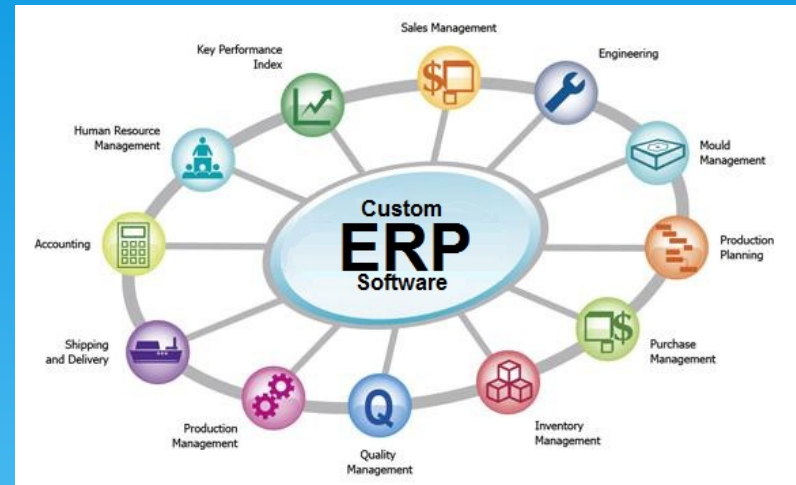 Sales Management
Key Performance
Index
Engineering
Human Resource
Management
Mould
Management
Custom
ERP
Software
Accounting
Production
Planning
Shipping
and Delivery
Purchase
Management
Production
Management
Inventory
Management
Q
Quality
Management
$
$